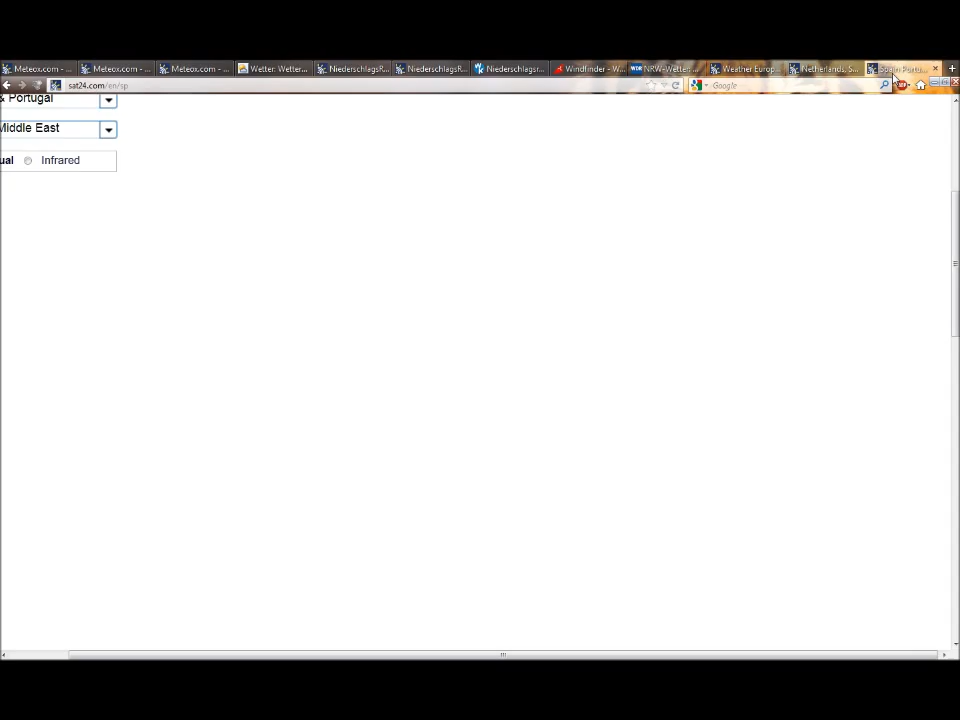 Meteox.com - ... Meteox.com - ... Meteox.com - ... Wetter: Wetter... NiederschlagsR... NiederschlagsR... Niederschlagsr... Windfinder - W... NRW-Wetter: ... Weather Europ... Netherlands, S...
sat24.com/en/sp Google
& Portugal
Middle East
ual Infrared